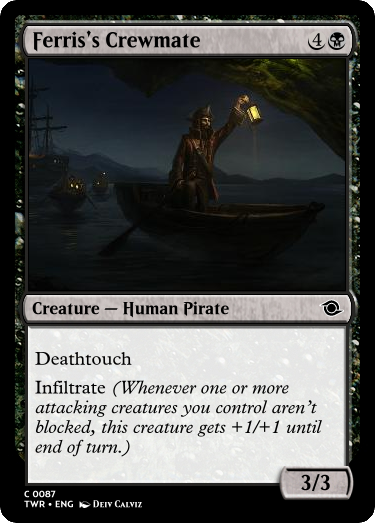 Ferris's Crewmate 4
Creature — Human Pirate
Deathtouch
Infiltrate (Whenever one or more
attacking creatures you control aren't
blocked, this creature gets +1/+1 until
end of turn.)
3/3
C 0087
TWR • ENG Deiv Calviz